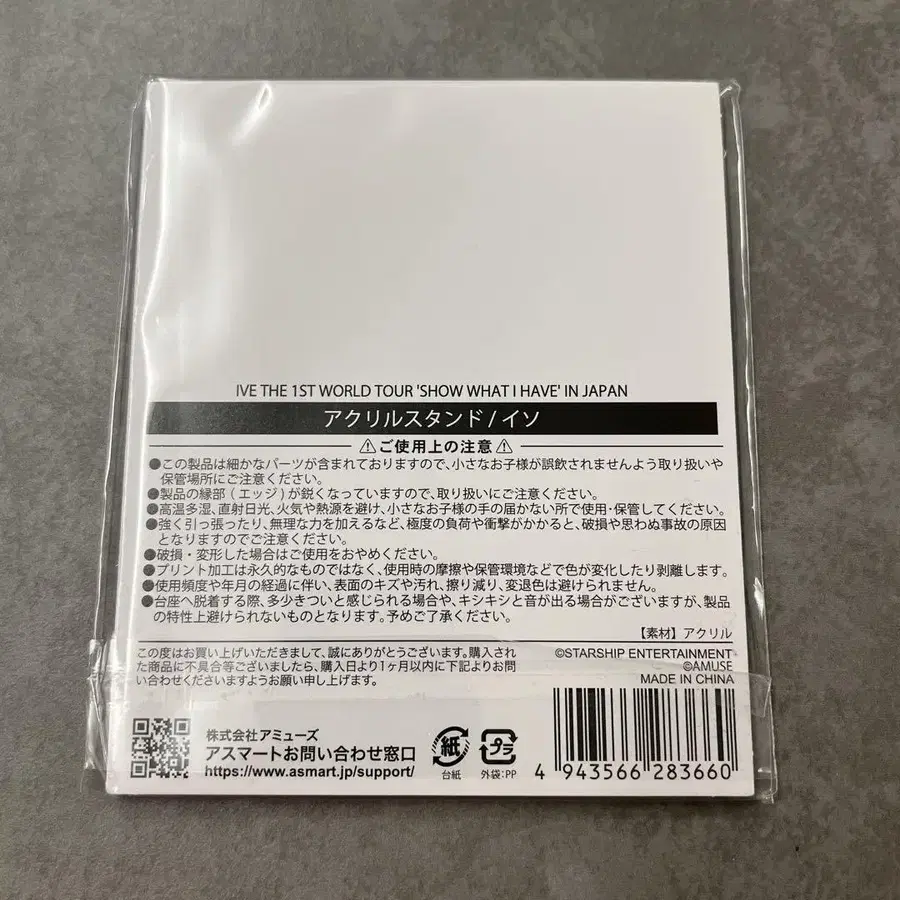 IVE THE 1ST WORLD TOUR 'SHOW WHAT I HAVE' IN JAPAN
アクリルスタンド / イソ
⚠ご使用上の注意⚠
●この製品は細かなパーツが含まれておりますので、小さなお子様が誤飲されませんよう取り扱いや
保管場所にご注意ください。
●製品の縁部(エッジ)が鋭くなっていますので、取り扱いにご注意ください。
●高温多湿、直射日光、火気や熱源を避け、小さなお子様の手の届かない所で使用・保管してください。
●強く引っ張ったり、無理な力を加えるなど、極度の負荷や衝撃がかかると、破損や思わぬ事故の原因
となりますのでご注意ください。
●破損・変形した場合はご使用をおやめください。
●プリント加工は永久的なものではなく、使用時の摩擦や保管環境などで色が変化したり剥離します。
●使用頻度や年月の経過に伴い、表面のキズや汚れ、擦り減り、変退色は避けられません。
●台座へ脱着する際、多少きついと感じられる場合や、キシキシと音が出る場合がございますが、製品
の特性上避けられないものとなります。予めご了承ください。
【素材】アクリル
この度はお買い上げいただきまして、誠にありがとうございます。購入され
た商品に不具合等ございましたら、購入日より1ヶ月以内に下記よりお問
い合わせくださいますようお願い申し上げます。
©STARSHIP ENTERTAINMENT
©AMUSE
MADE IN CHINA
株式会社アミューズ
アスマートお問い合わせ窓口
https://www.asmart.jp/support/
紙
台紙
プラ
外袋:PP
4 943566 283660